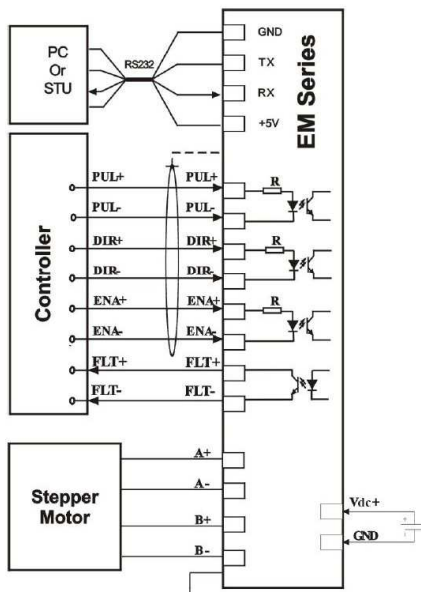 PC
Or
STU
RS232
GND
TX
RX
+5V
EM Series
Controller
PUL+ PUL+ R
PUL- PUL-
DIR+ DIR+ R
DIR- DIR-
ENA+ ENA+ R
ENA- ENA-
FLT+ FLT+
FLT- FLT-
Stepper
Motor
A+
A-
B+
B-
Vdc+
GND